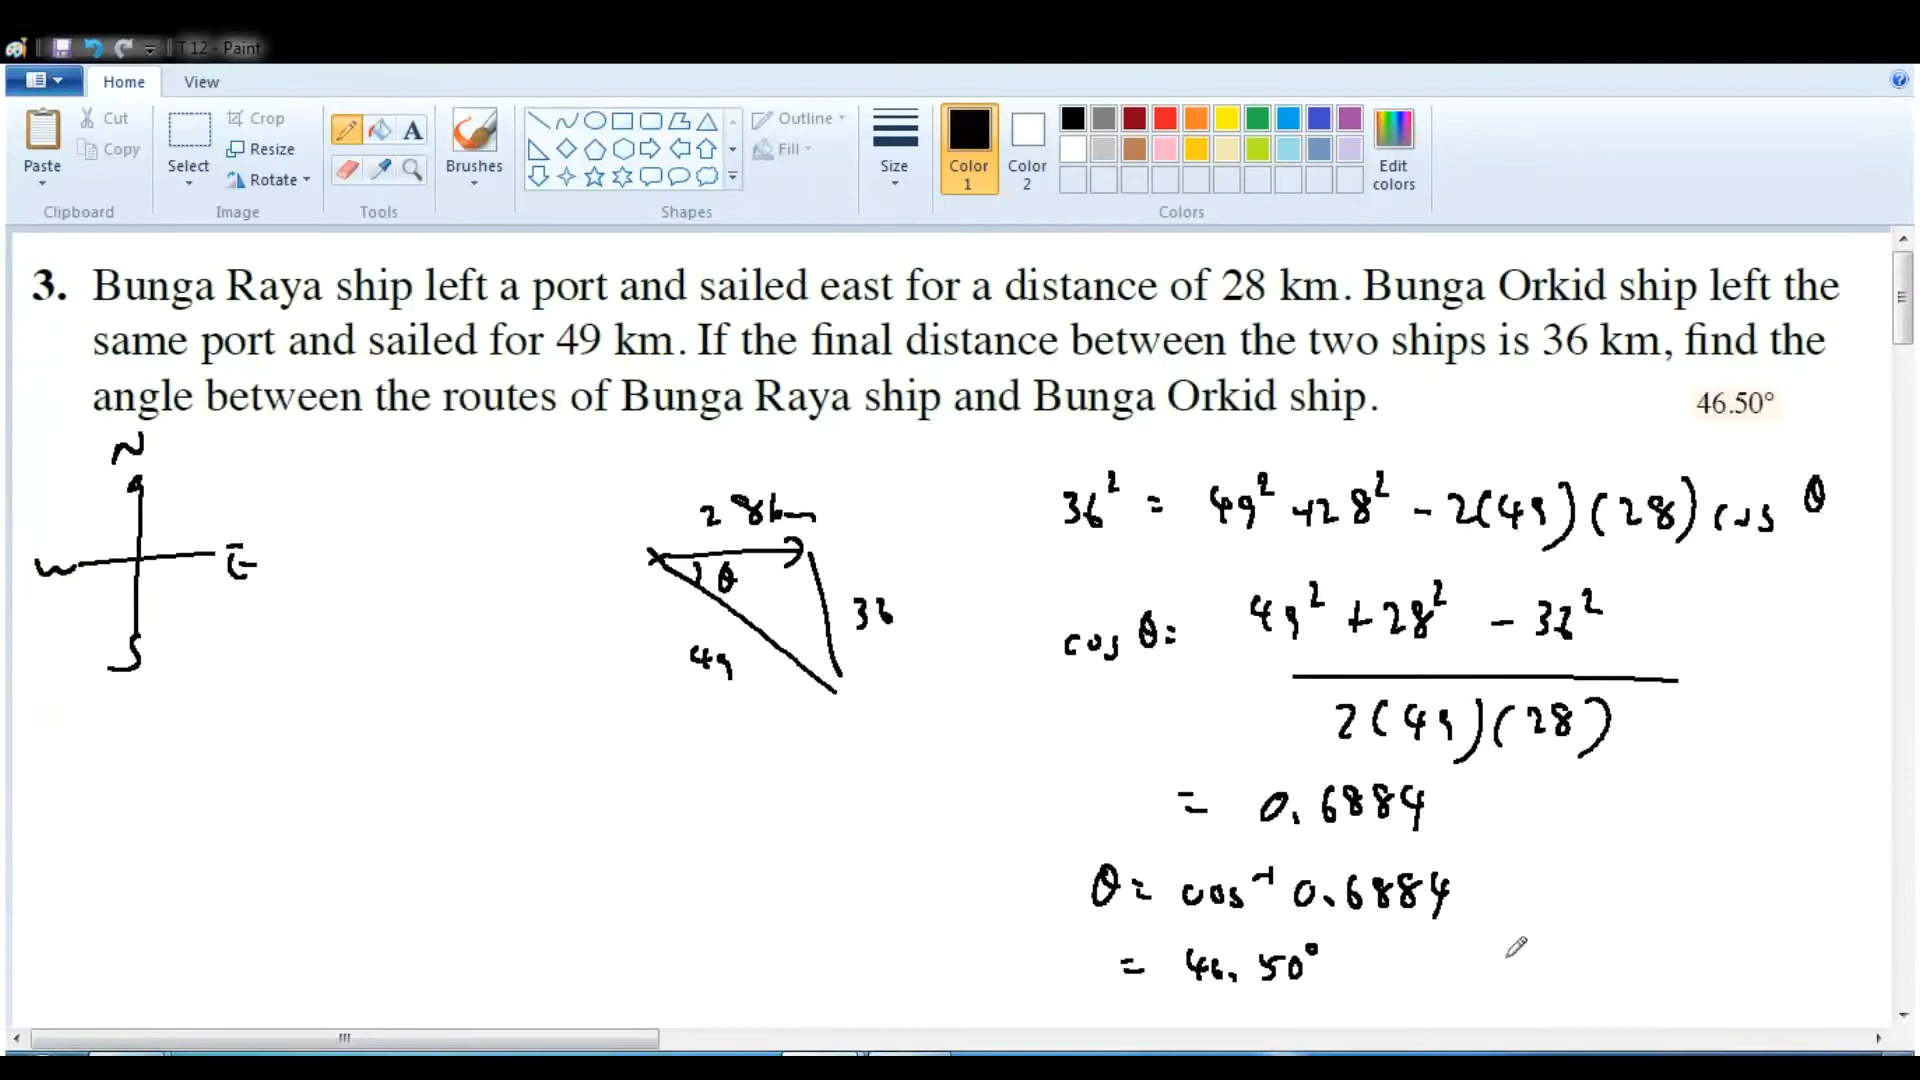 T 12 - Paint
Home View
Paste Cut Copy Select Crop Resize Rotate Brushes Outline Fill Size Color 1 Color 2 Edit colors
Clipboard Image Tools Shapes Colors
3. Bunga Raya ship left a port and sailed east for a distance of 28 km. Bunga Orkid ship left the
same port and sailed for 49 km. If the final distance between the two ships is 36 km, find the
angle between the routes of Bunga Raya ship and Bunga Orkid ship. 46.50°
N
W E
S
28km
θ
36
49
36² = 49² +28² - 2(49)(28) cos θ
cos θ = 49² + 28² - 36²
2(49)(28)
= 0.6884
θ = cos⁻¹ 0.6884
= 46.50°